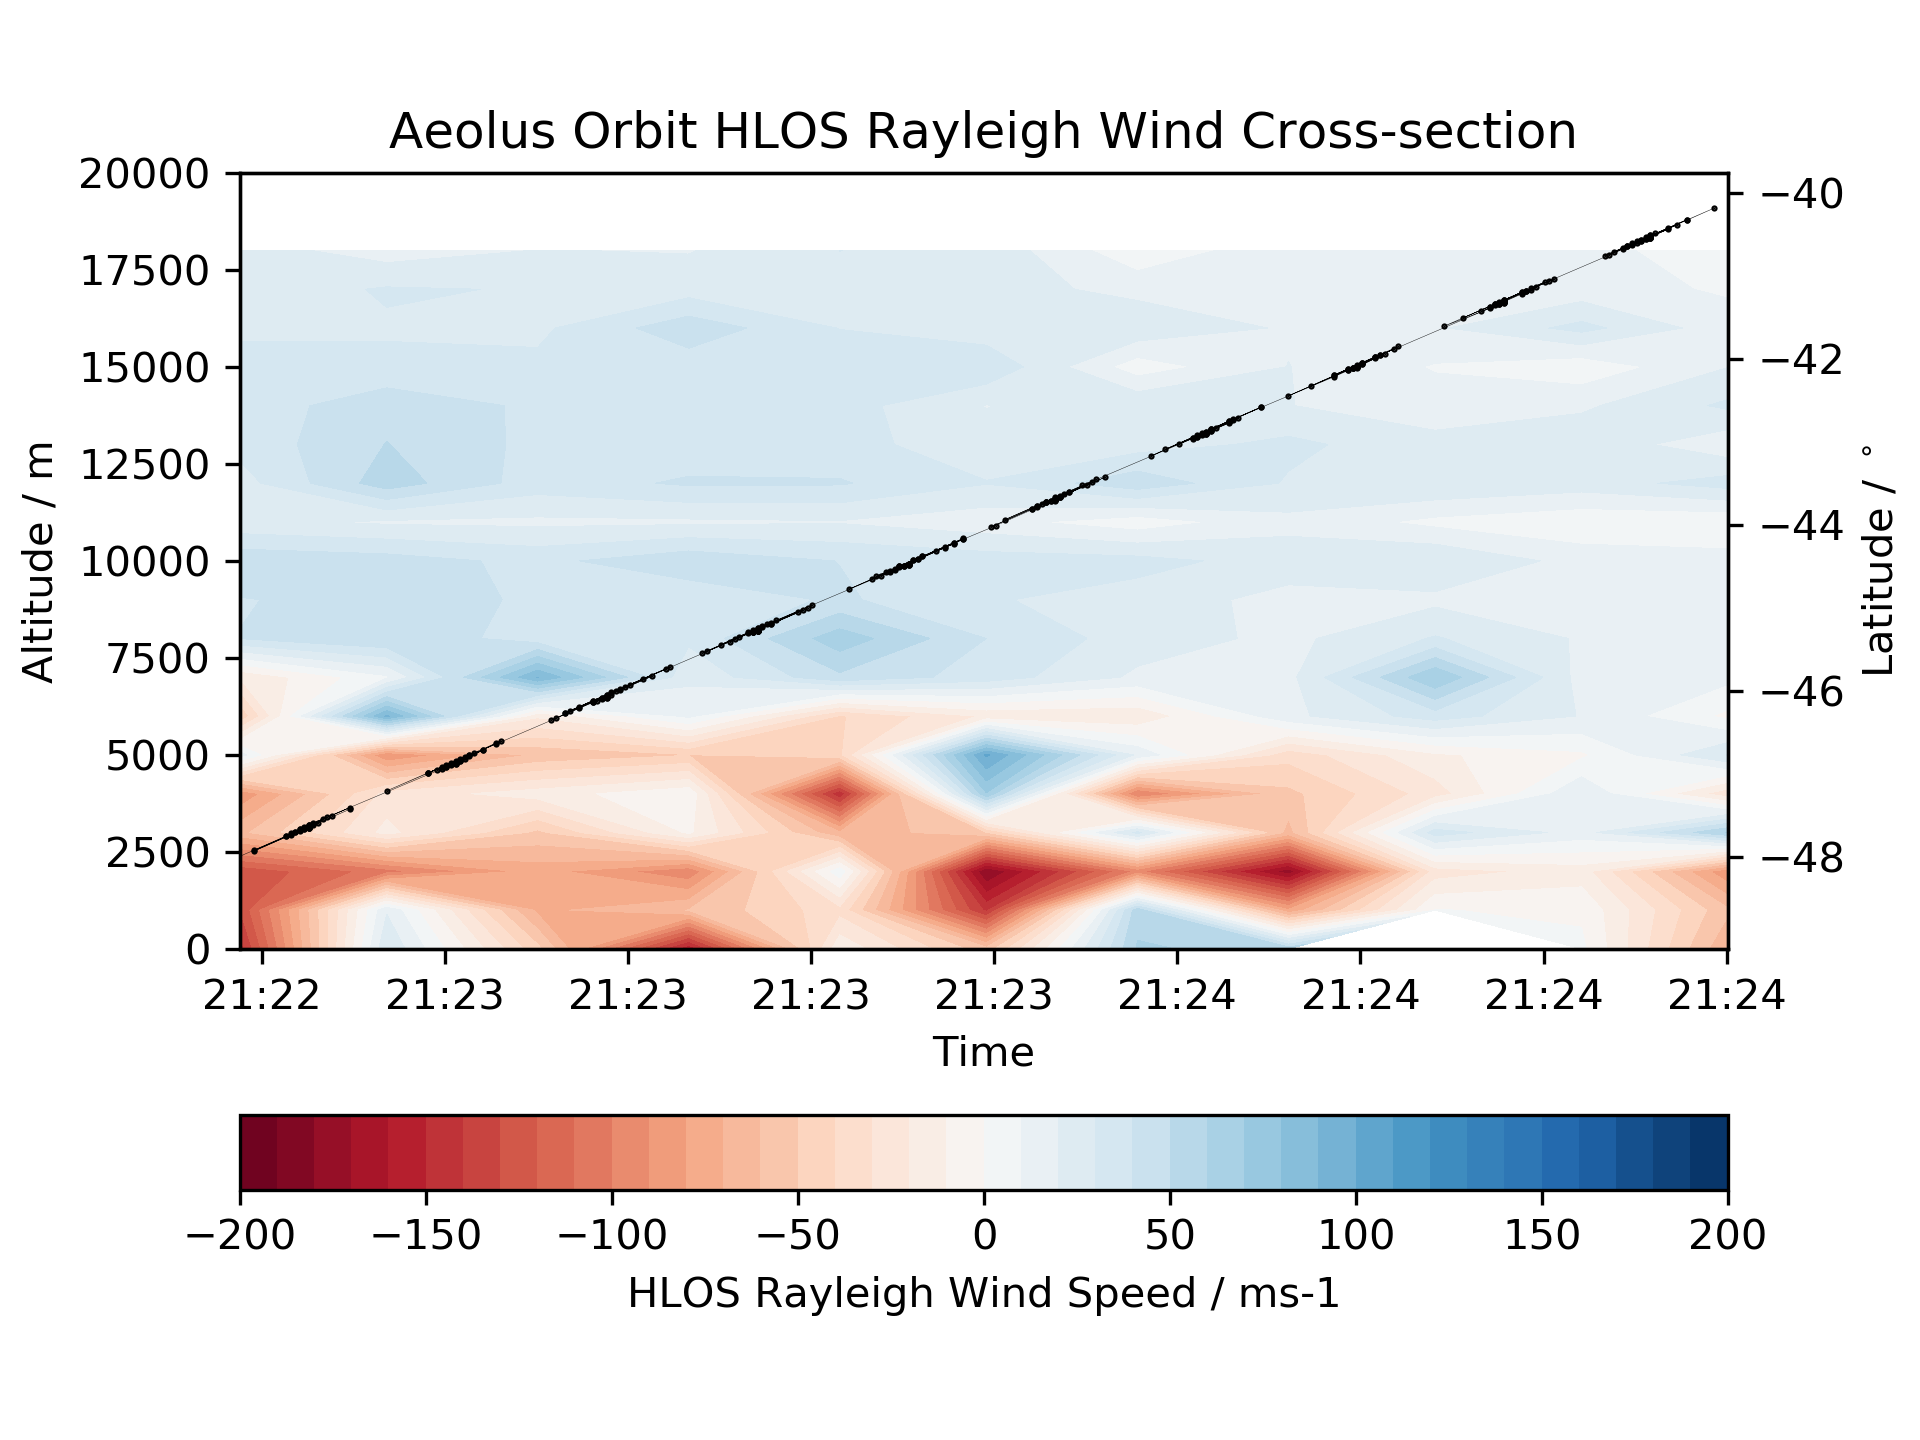 Aeolus Orbit HLOS Rayleigh Wind Cross-section
20000
17500
15000
12500
10000
7500
5000
2500
0
Altitude / m
−40
−42
−44
−46
−48
Latitude / °
21:22 21:23 21:23 21:23 21:23 21:24 21:24 21:24 21:24
Time
−200 −150 −100 −50 0 50 100 150 200
HLOS Rayleigh Wind Speed / ms-1